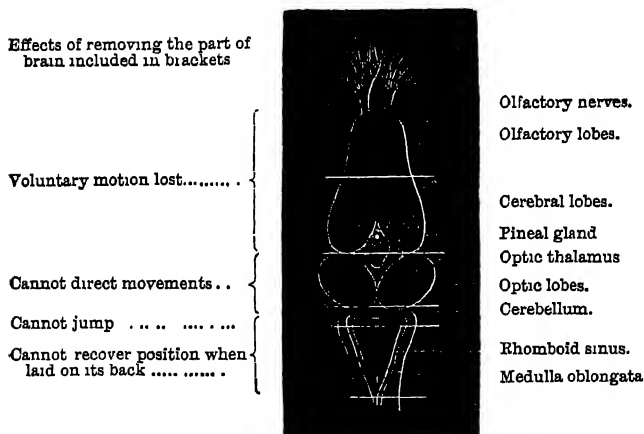 Effects of removing the part of
brain included in brackets
Voluntary motion lost......... .
Cannot direct movements . .
Cannot jump . .. .. ..... . ...
Cannot recover position when
laid on its back ..... ....... .
Olfactory nerves.
Olfactory lobes.
Cerebral lobes.
Pineal gland
Optic thalamus
Optic lobes.
Cerebellum.
Rhomboid sinus.
Medulla oblongata